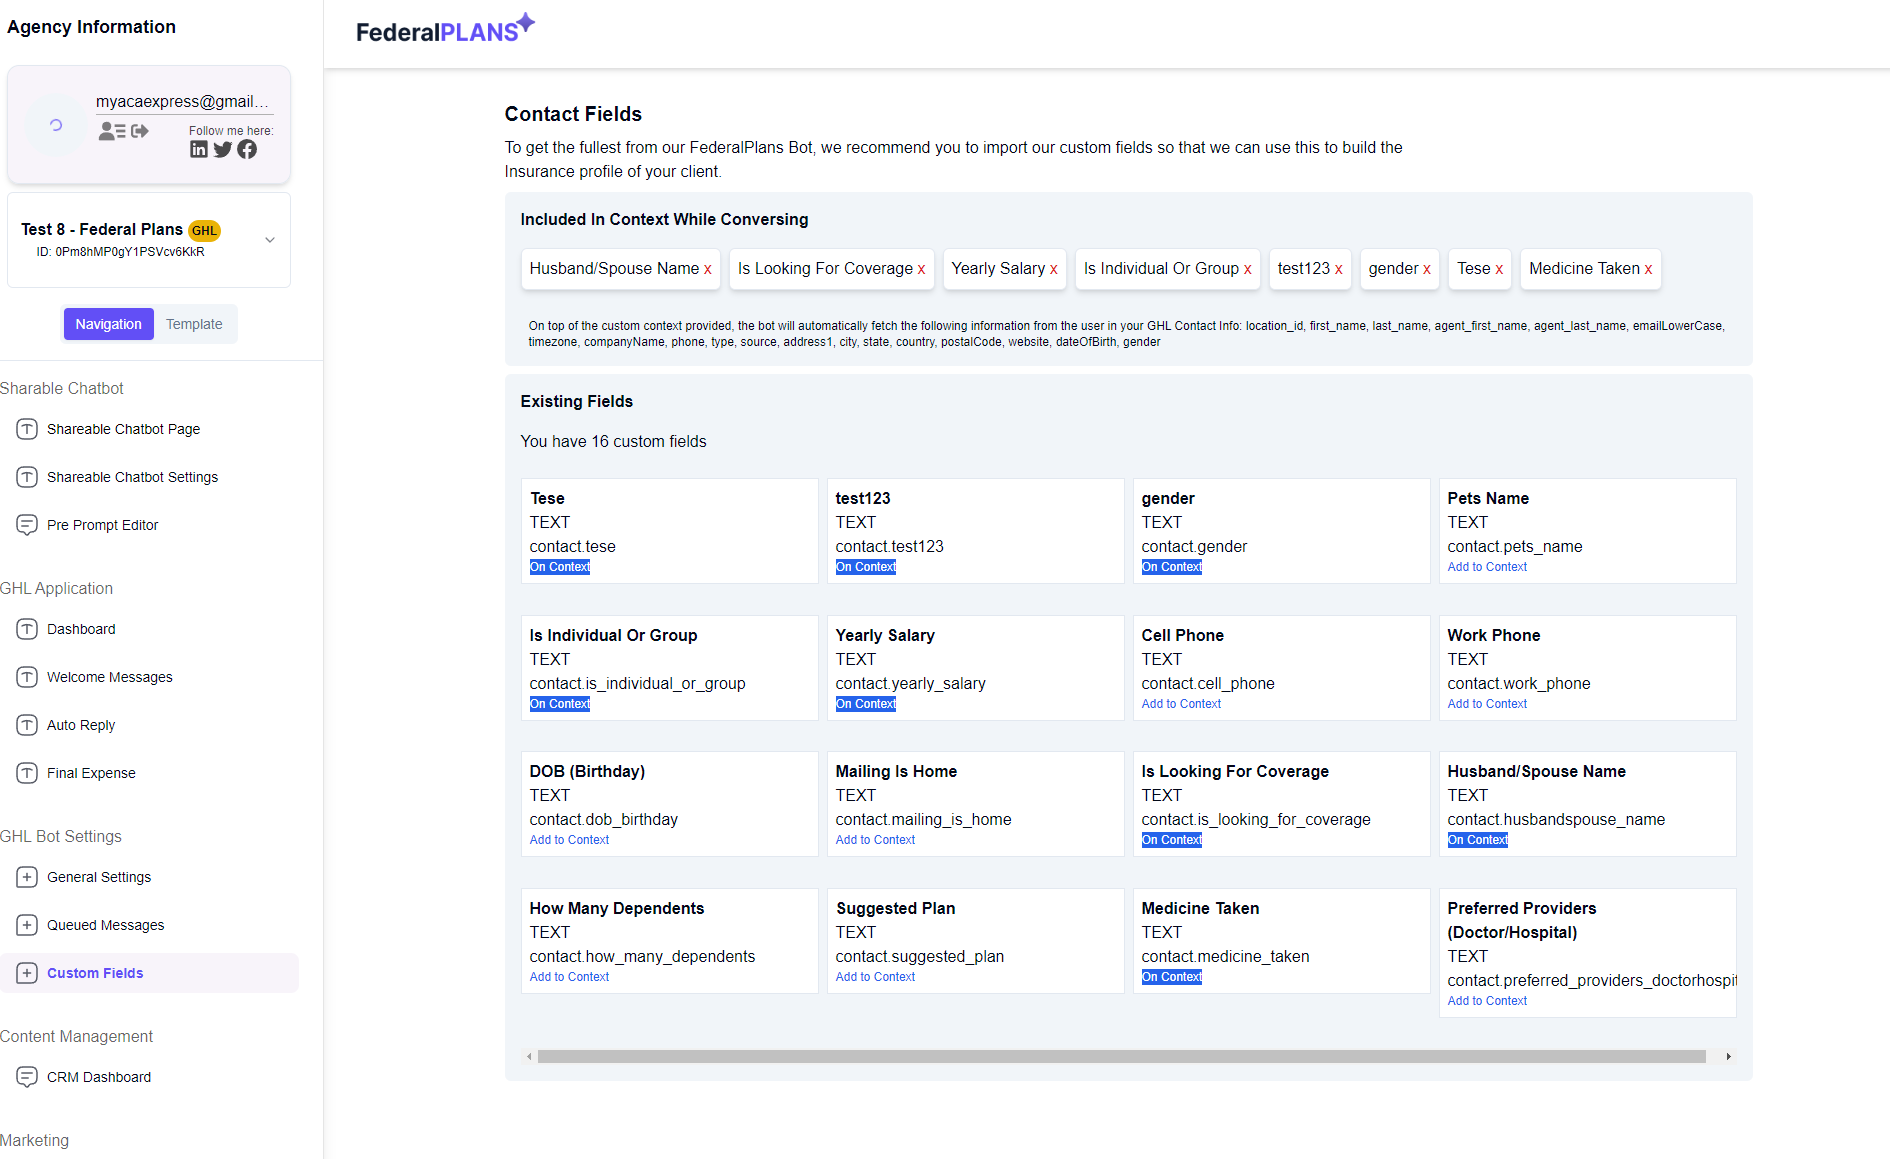 Agency Information
myacaexpress@gmail...
Follow me here:
Test 8 - Federal Plans GHL
ID: 0Pm8hMP0gY1PSVcv6KkR
Navigation Template
Sharable Chatbot
Shareable Chatbot Page
Shareable Chatbot Settings
Pre Prompt Editor
GHL Application
Dashboard
Welcome Messages
Auto Reply
Final Expense
GHL Bot Settings
General Settings
Queued Messages
Custom Fields
Content Management
CRM Dashboard
Marketing
FederalPLANS
Contact Fields
To get the fullest from our FederalPlans Bot, we recommend you to import our custom fields so that we can use this to build the
Insurance profile of your client.
Included In Context While Conversing
Husband/Spouse Name x Is Looking For Coverage x Yearly Salary x Is Individual Or Group x test123 x gender x Tese x Medicine Taken x
On top of the custom context provided, the bot will automatically fetch the following information from the user in your GHL Contact Info: location_id, first_name, last_name, agent_first_name, agent_last_name, emailLowerCase,
timezone, companyName, phone, type, source, address1, city, state, country, postalCode, website, dateOfBirth, gender
Existing Fields
You have 16 custom fields
Tese
TEXT
contact.tese
On Context
test123
TEXT
contact.test123
On Context
gender
TEXT
contact.gender
On Context
Pets Name
TEXT
contact.pets_name
Add to Context
Is Individual Or Group
TEXT
contact.is_individual_or_group
On Context
Yearly Salary
TEXT
contact.yearly_salary
On Context
Cell Phone
TEXT
contact.cell_phone
Add to Context
Work Phone
TEXT
contact.work_phone
Add to Context
DOB (Birthday)
TEXT
contact.dob_birthday
Add to Context
Mailing Is Home
TEXT
contact.mailing_is_home
Add to Context
Is Looking For Coverage
TEXT
contact.is_looking_for_coverage
On Context
Husband/Spouse Name
TEXT
contact.husbandspouse_name
On Context
How Many Dependents
TEXT
contact.how_many_dependents
Add to Context
Suggested Plan
TEXT
contact.suggested_plan
Add to Context
Medicine Taken
TEXT
contact.medicine_taken
On Context
Preferred Providers
(Doctor/Hospital)
TEXT
contact.preferred_providers_doctorhospit
Add to Context